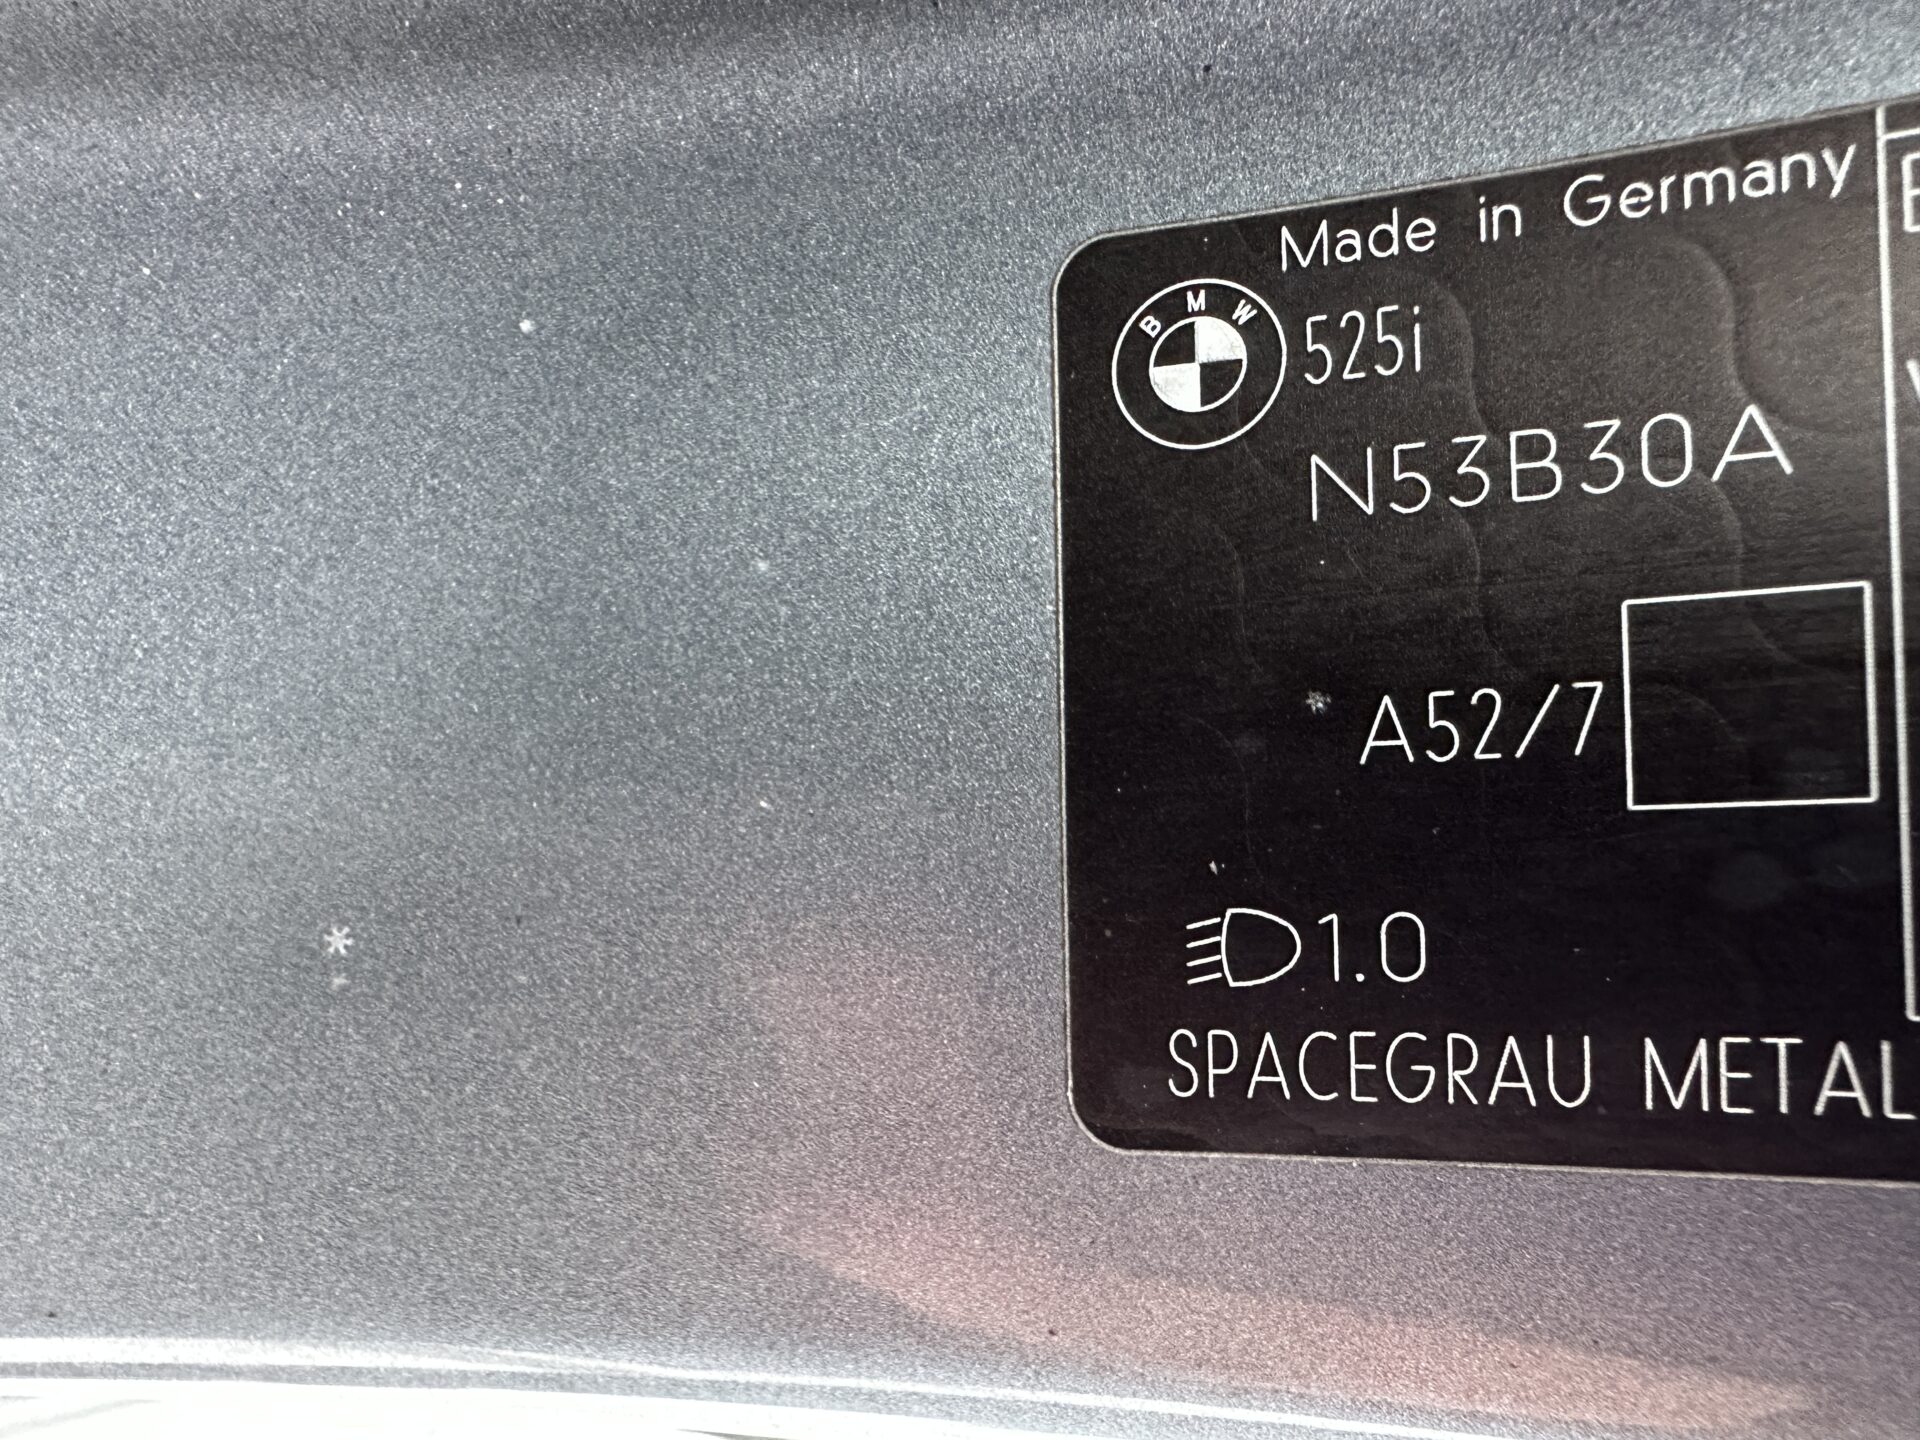 Made in Germany
BMW
525i
N53B30A
A52/7
1.0
SPACEGRAU METAL